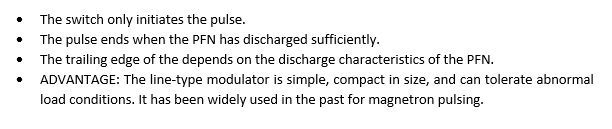 • The switch only initiates the pulse.
• The pulse ends when the PFN has discharged sufficiently.
• The trailing edge of the depends on the discharge characteristics of the PFN.
• ADVANTAGE: The line-type modulator is simple, compact in size, and can tolerate abnormal
load conditions. It has been widely used in the past for magnetron pulsing.